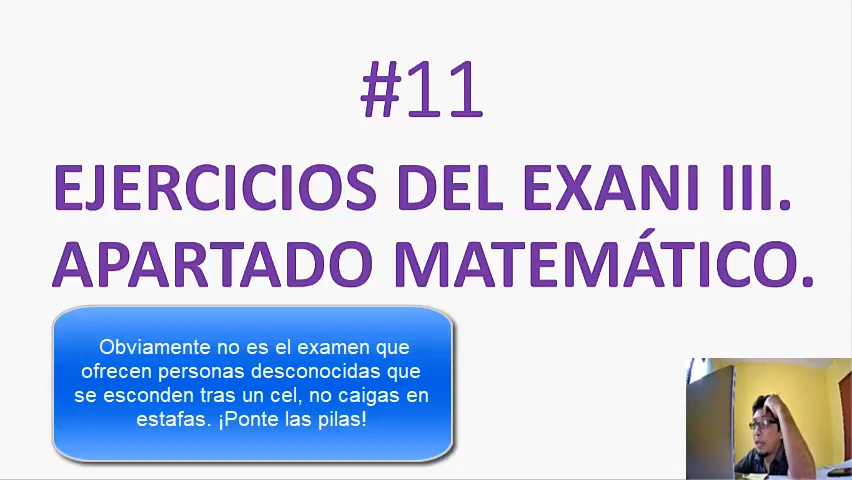 #11
EJERCICIOS DEL EXANI III.
APARTADO MATEMÁTICO.
Obviamente no es el examen que
ofrecen personas desconocidas que
se esconden tras un cel, no caigas en
estafas. ¡Ponte las pilas!